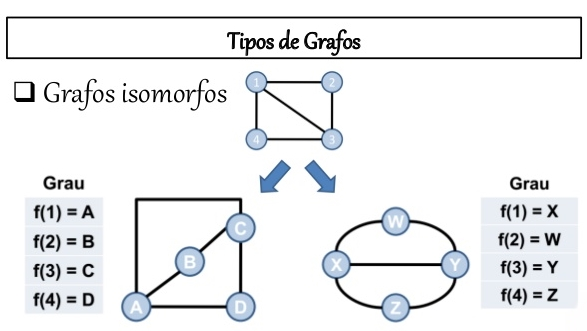 Tipos de Grafos
❑ Grafos isomorfos
1 2
4 3
Grau
f(1) = A
f(2) = B
f(3) = C
f(4) = D
C
B
A D
W
X Y
Z
Grau
f(1) = X
f(2) = W
f(3) = Y
f(4) = Z